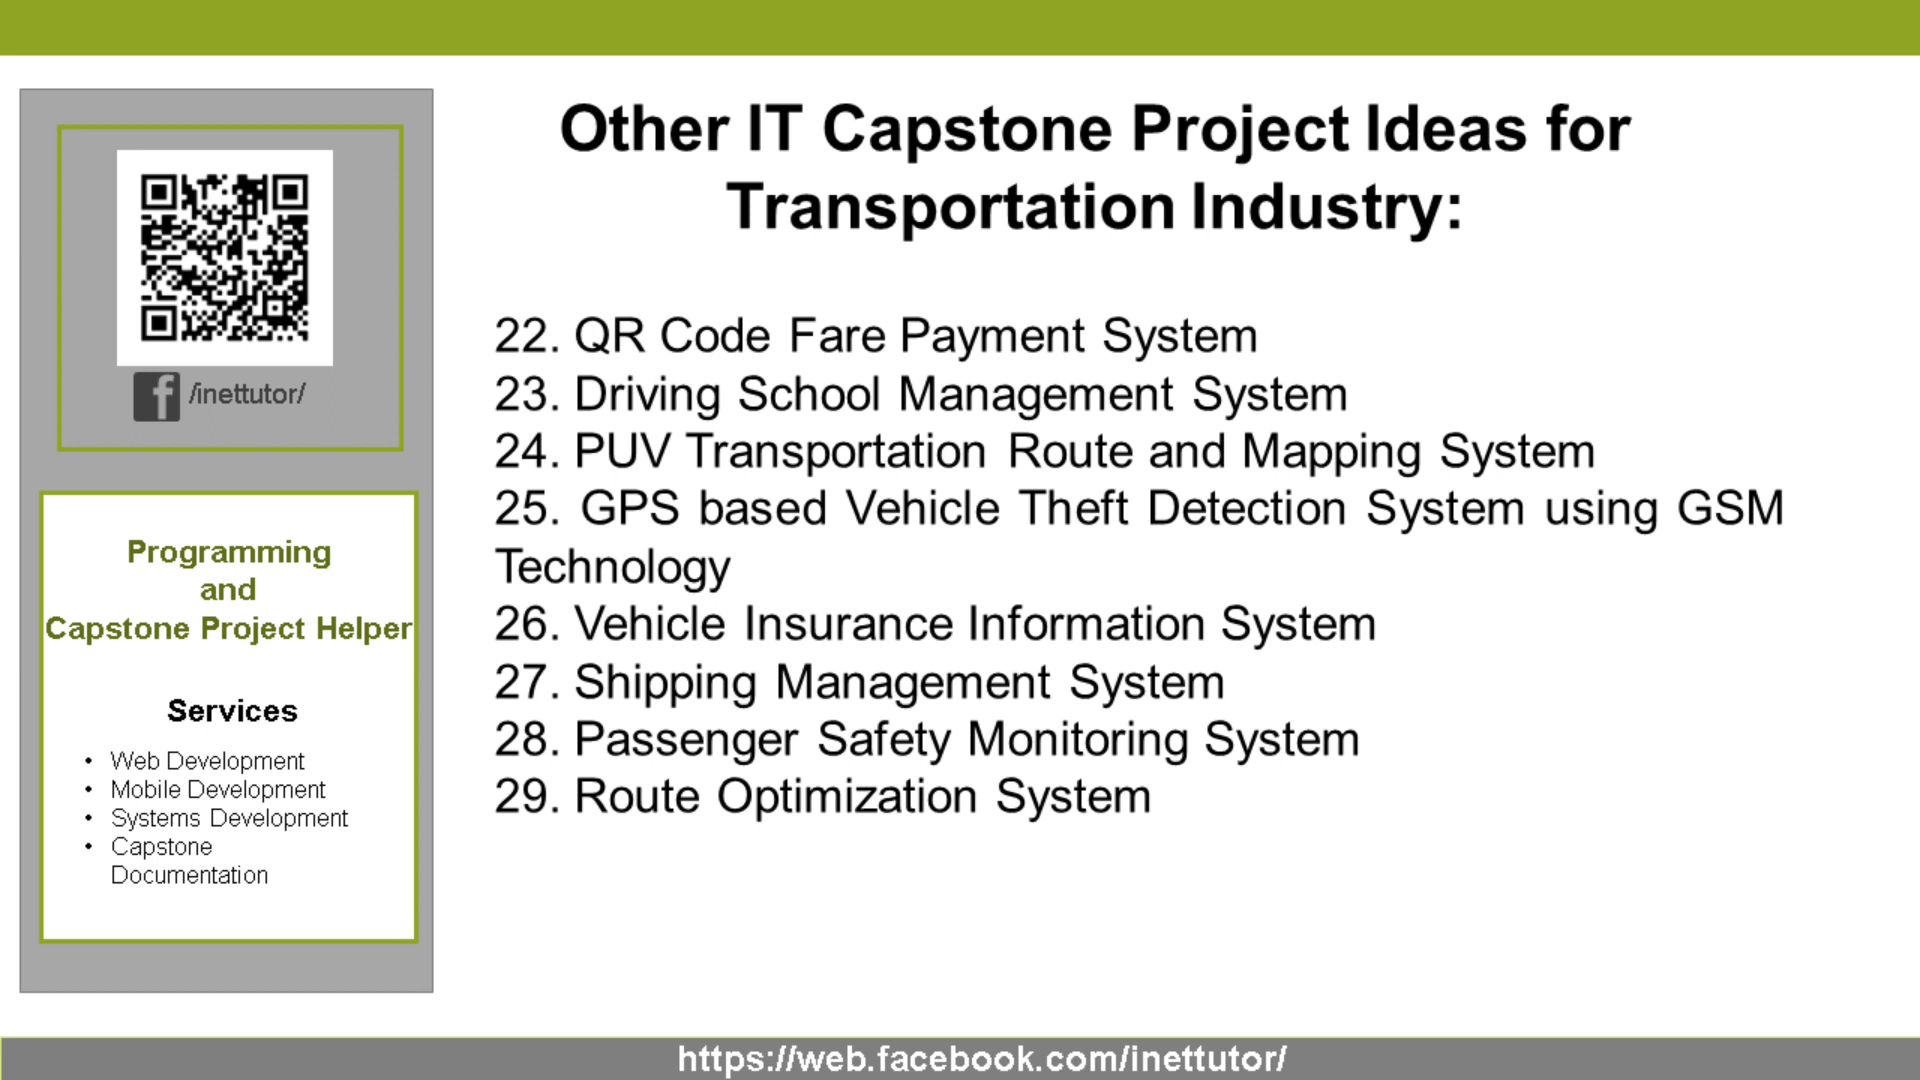 /inettutor/
Programming
and
Capstone Project Helper
Services
• Web Development
• Mobile Development
• Systems Development
• Capstone
Documentation
Other IT Capstone Project Ideas for
Transportation Industry:
22. QR Code Fare Payment System
23. Driving School Management System
24. PUV Transportation Route and Mapping System
25. GPS based Vehicle Theft Detection System using GSM
Technology
26. Vehicle Insurance Information System
27. Shipping Management System
28. Passenger Safety Monitoring System
29. Route Optimization System
https://web.facebook.com/inettutor/